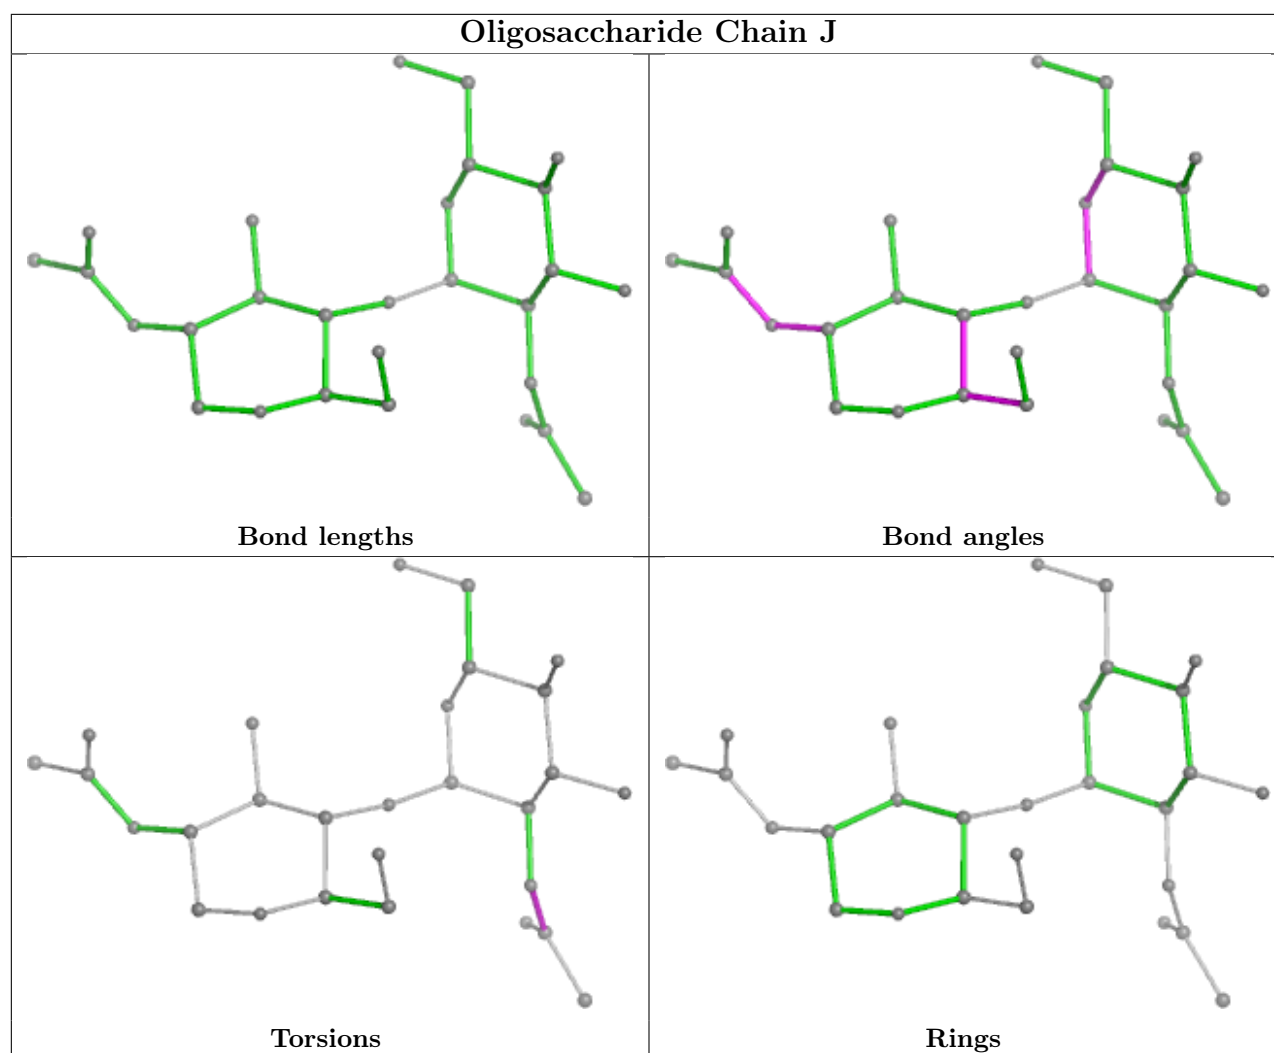 Oligosaccharide Chain J
Bond lengths
Bond angles
Torsions
Rings